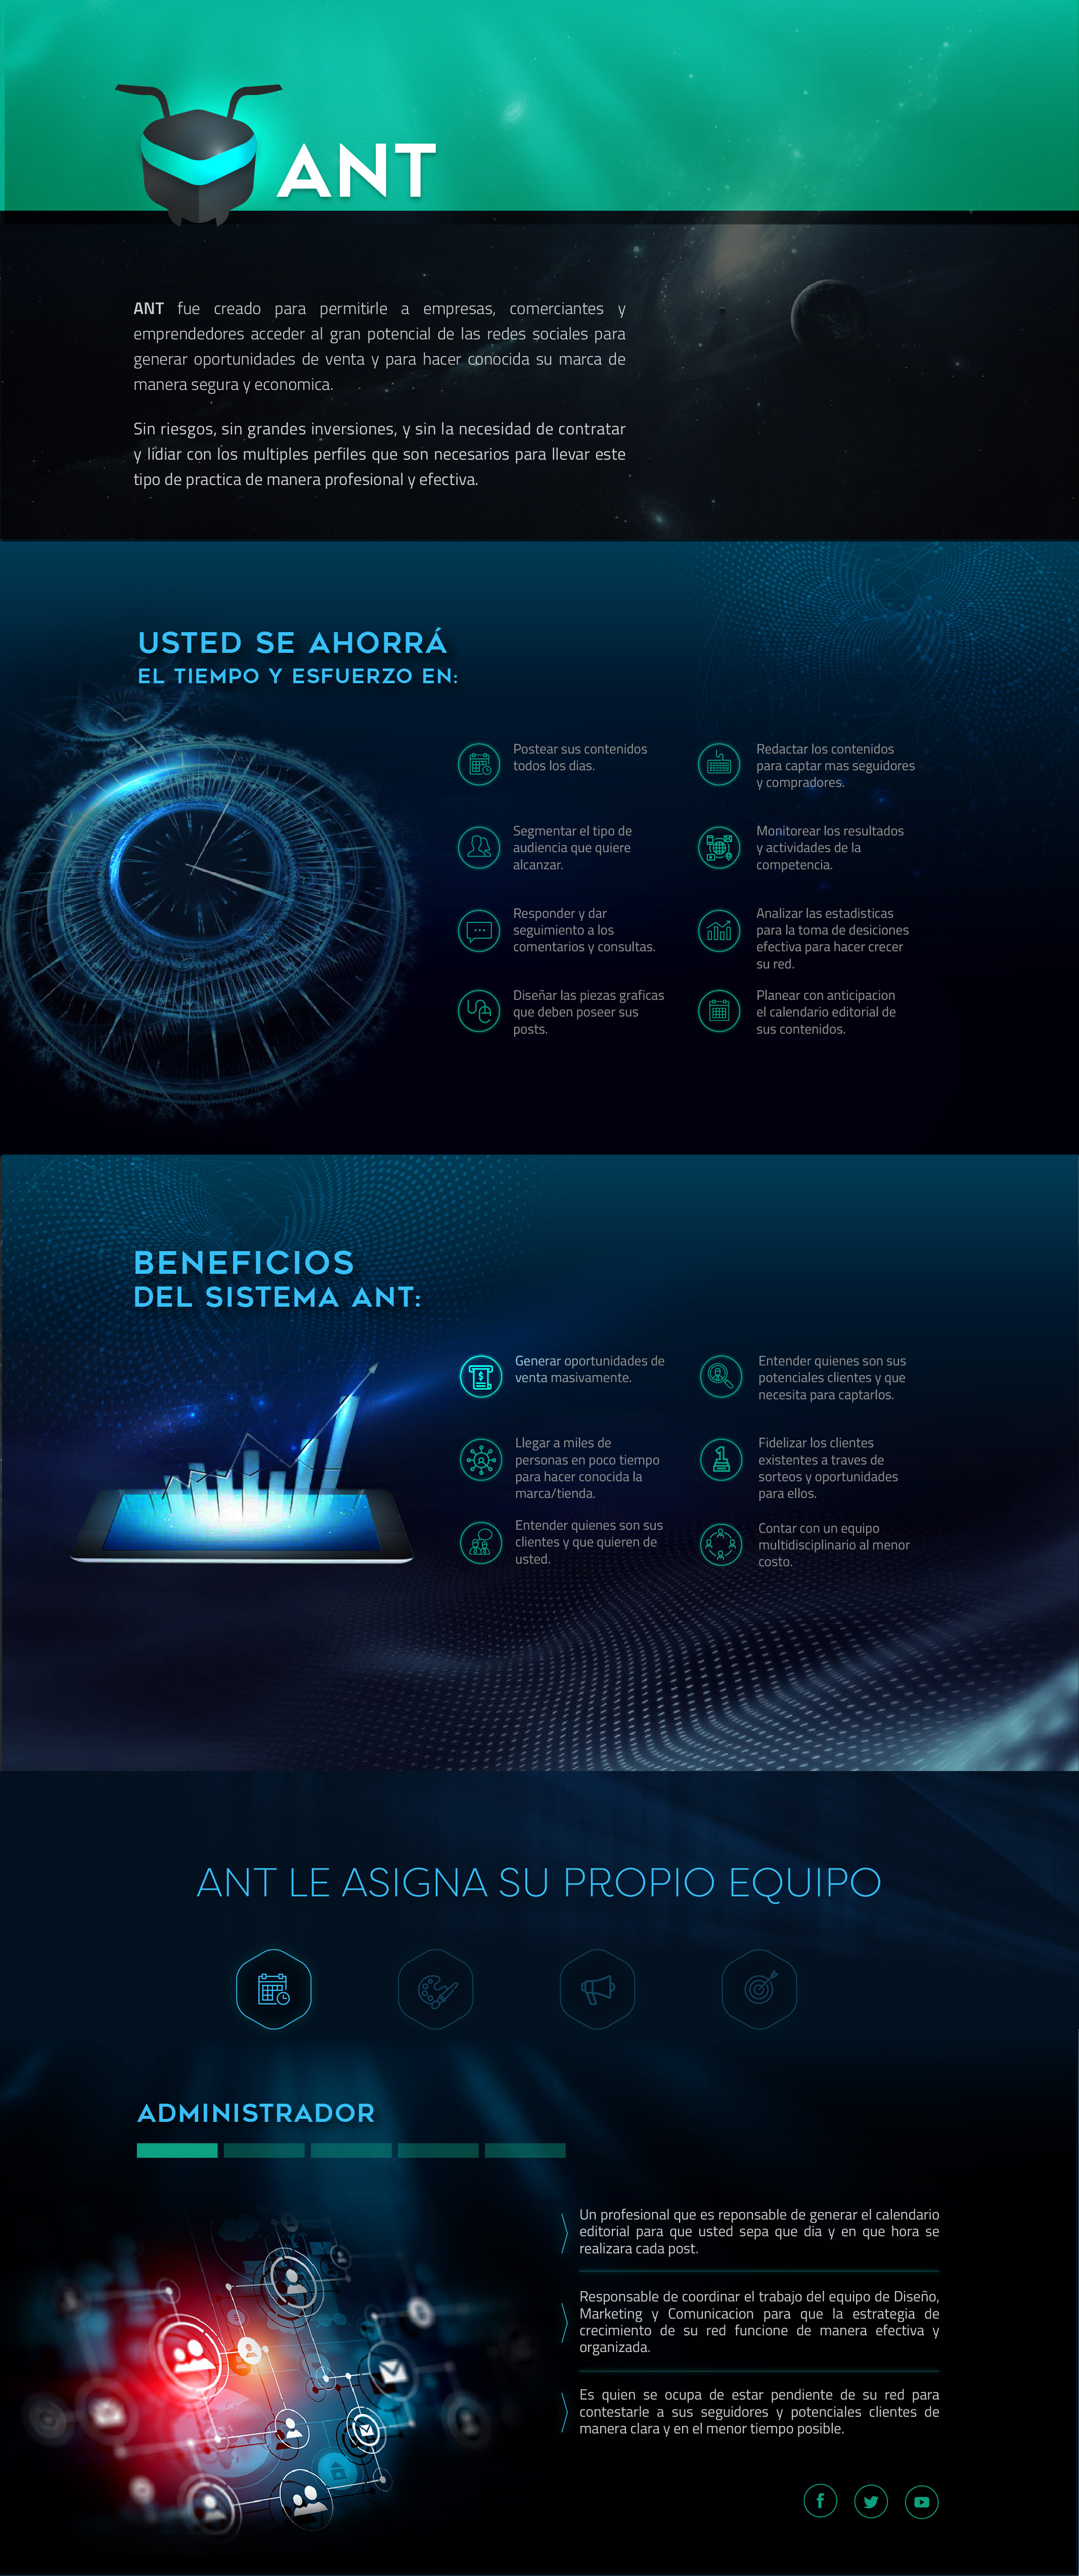 ANT
ANT fue creado para permitirle a empresas, comerciantes y
emprendedores acceder al gran potencial de las redes sociales para
generar oportunidades de venta y para hacer conocida su marca de
manera segura y economica.
Sin riesgos, sin grandes inversiones, y sin la necesidad de contratar
y lidiar con los multiples perfiles que son necesarios para llevar este
tipo de practica de manera profesional y efectiva.
USTED SE AHORRÁ
EL TIEMPO Y ESFUERZO EN:
Postear sus contenidos
todos los dias.
Redactar los contenidos
para captar mas seguidores
y compradores.
Segmentar el tipo de
audiencia que quiere
alcanzar.
Monitorear los resultados
y actividades de la
competencia.
Responder y dar
seguimiento a los
comentarios y consultas.
Analizar las estadisticas
para la toma de desiciones
efectiva para hacer crecer
su red.
Diseñar las piezas graficas
que deben poseer sus
posts.
Planear con anticipacion
el calendario editorial de
sus contenidos.
BENEFICIOS
DEL SISTEMA ANT:
Generar oportunidades de
venta masivamente.
Entender quienes son sus
potenciales clientes y que
necesita para captarlos.
Llegar a miles de
personas en poco tiempo
para hacer conocida la
marca/tienda.
Fidelizar los clientes
existentes a traves de
sorteos y oportunidades
para ellos.
Entender quienes son sus
clientes y que quieren de
usted.
Contar con un equipo
multidisciplinario al menor
costo.
ANT LE ASIGNA SU PROPIO EQUIPO
ADMINISTRADOR
Un profesional que es reponsable de generar el calendario
editorial para que usted sepa que dia y en que hora se
realizara cada post.
Responsable de coordinar el trabajo del equipo de Diseño,
Marketing y Comunicacion para que la estrategia de
crecimiento de su red funcione de manera efectiva y
organizada.
Es quien se ocupa de estar pendiente de su red para
contestarle a sus seguidores y potenciales clientes de
manera clara y en el menor tiempo posible.